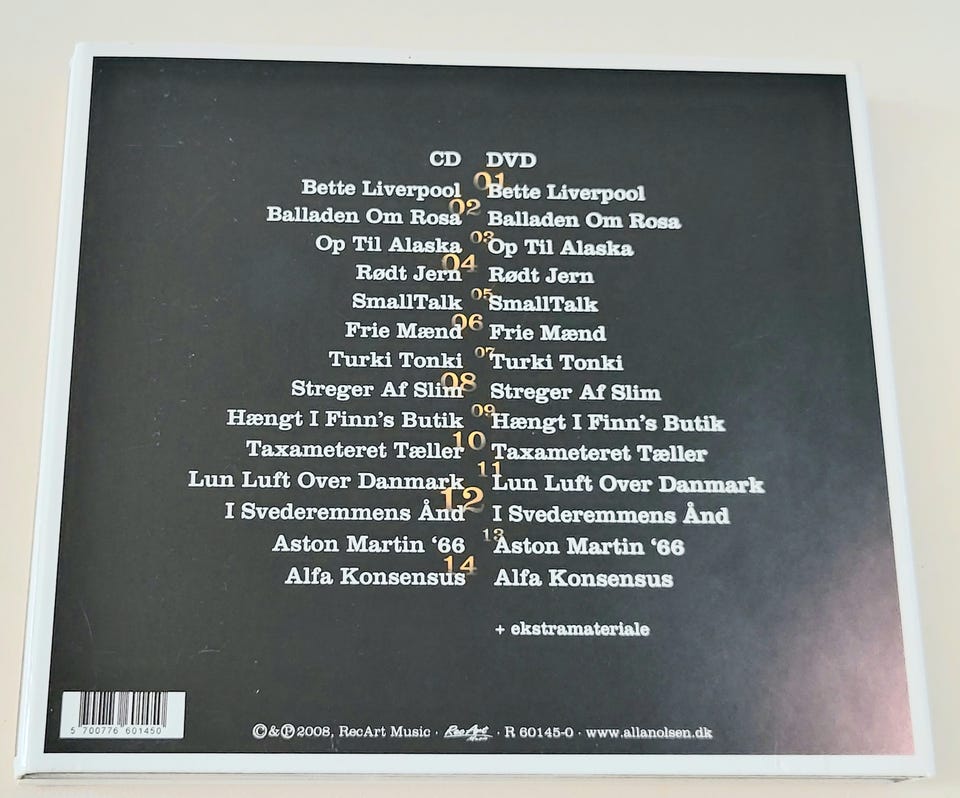 CD DVD
Bette Liverpool 01 Bette Liverpool
Balladen Om Rosa 02 Balladen Om Rosa
Op Til Alaska 03 Op Til Alaska
Rødt Jern 04 Rødt Jern
SmallTalk 05 SmallTalk
Frie Mænd 06 Frie Mænd
Turki Tonki 07 Turki Tonki
Streger Af Slim 08 Streger Af Slim
Hængt I Finn's Butik 09 Hængt I Finn's Butik
Taxameteret Tæller 10 Taxameteret Tæller
Lun Luft Over Danmark 11 Lun Luft Over Danmark
I Svederemmens Ånd 12 I Svederemmens Ånd
Aston Martin ‘66 13 Aston Martin ‘66
Alfa Konsensus 14 Alfa Konsensus
+ ekstramateriale
5 700776 601450
©&℗2008, RecArt Music · RecArt Music · R 60145-0 · www.allanolsen.dk